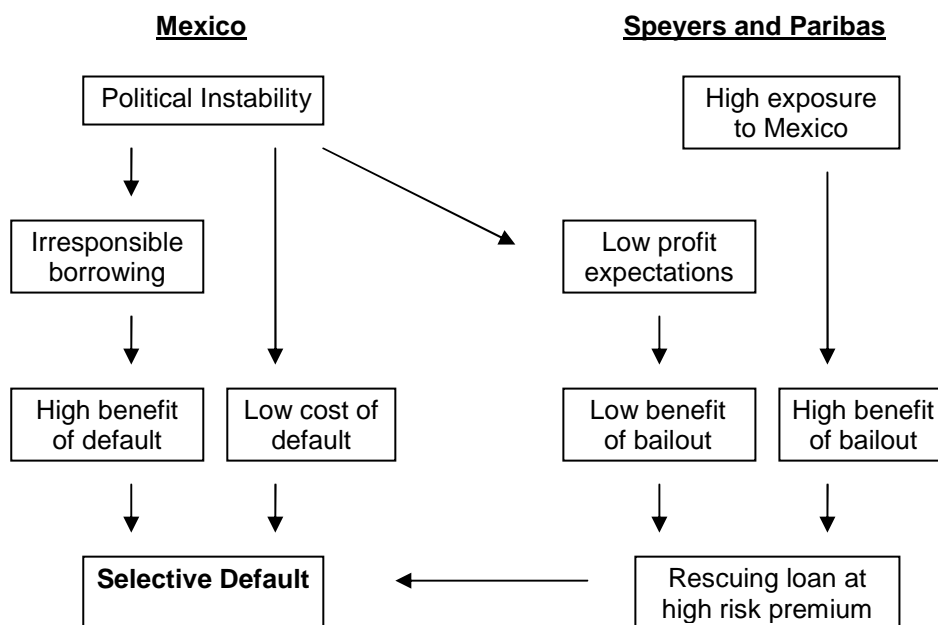 Mexico
Speyers and Paribas
Political Instability
High exposure
to Mexico
Irresponsible
borrowing
Low profit
expectations
High benefit
of default
Low cost of
default
Low benefit
of bailout
High benefit
of bailout
Selective Default
Rescuing loan at
high risk premium